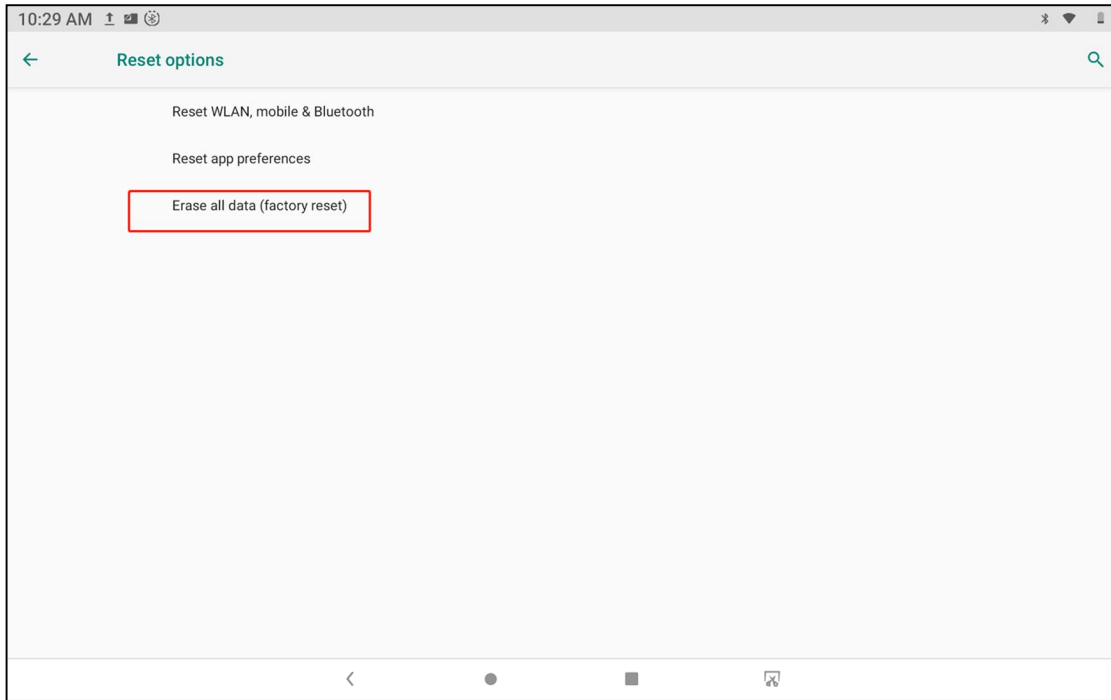 10:29 AM
Reset options
Reset WLAN, mobile & Bluetooth
Reset app preferences
Erase all data (factory reset)